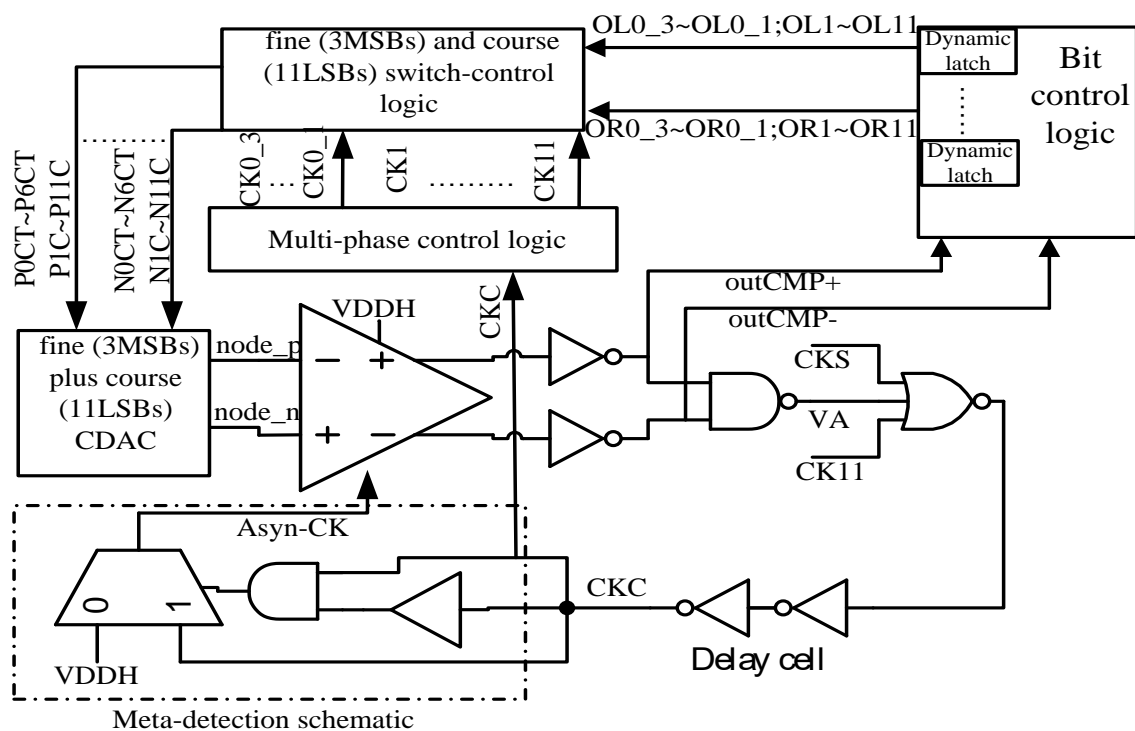 OL0_3~OL0_1;OL1~OL11
fine (3MSBs) and course
(11LSBs) switch-control
logic
Dynamic
latch
Bit
control
logic
OR0_3~OR0_1;OR1~OR11
Dynamic
latch
P0CT~P6CT
P1C~P11C
N0CT~N6CT
N1C~N11C
CK0_3
CK0_1
CK1
CK11
Multi-phase control logic
CKC
outCMP+
outCMP-
VDDH
fine (3MSBs)
plus course
(11LSBs)
CDAC
node_p
node_n
CKS
VA
CK11
Asyn-CK
0
1
VDDH
CKC
Delay cell
Meta-detection schematic